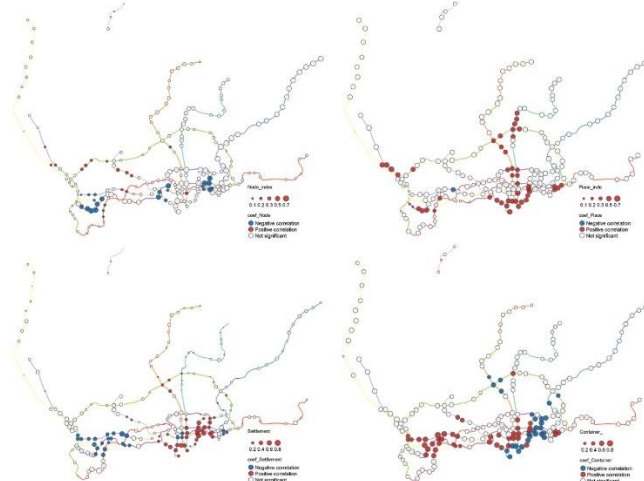 Node_index
0.1 0.2 0.3 0.5 0.7
coef_Node
Negative correlation
Positive correlation
Not significant
Place_inde
0.1 0.2 0.3 0.5 0.7
coef_Place
Negative correlation
Positive correlation
Not significant
Settlement
0.2 0.4 0.6 0.8
coef_Settlement
Negative correlation
Positive correlation
Not significant
Container_
0.2 0.4 0.6 0.8
coef_Container
Negative correlation
Positive correlation
Not significant